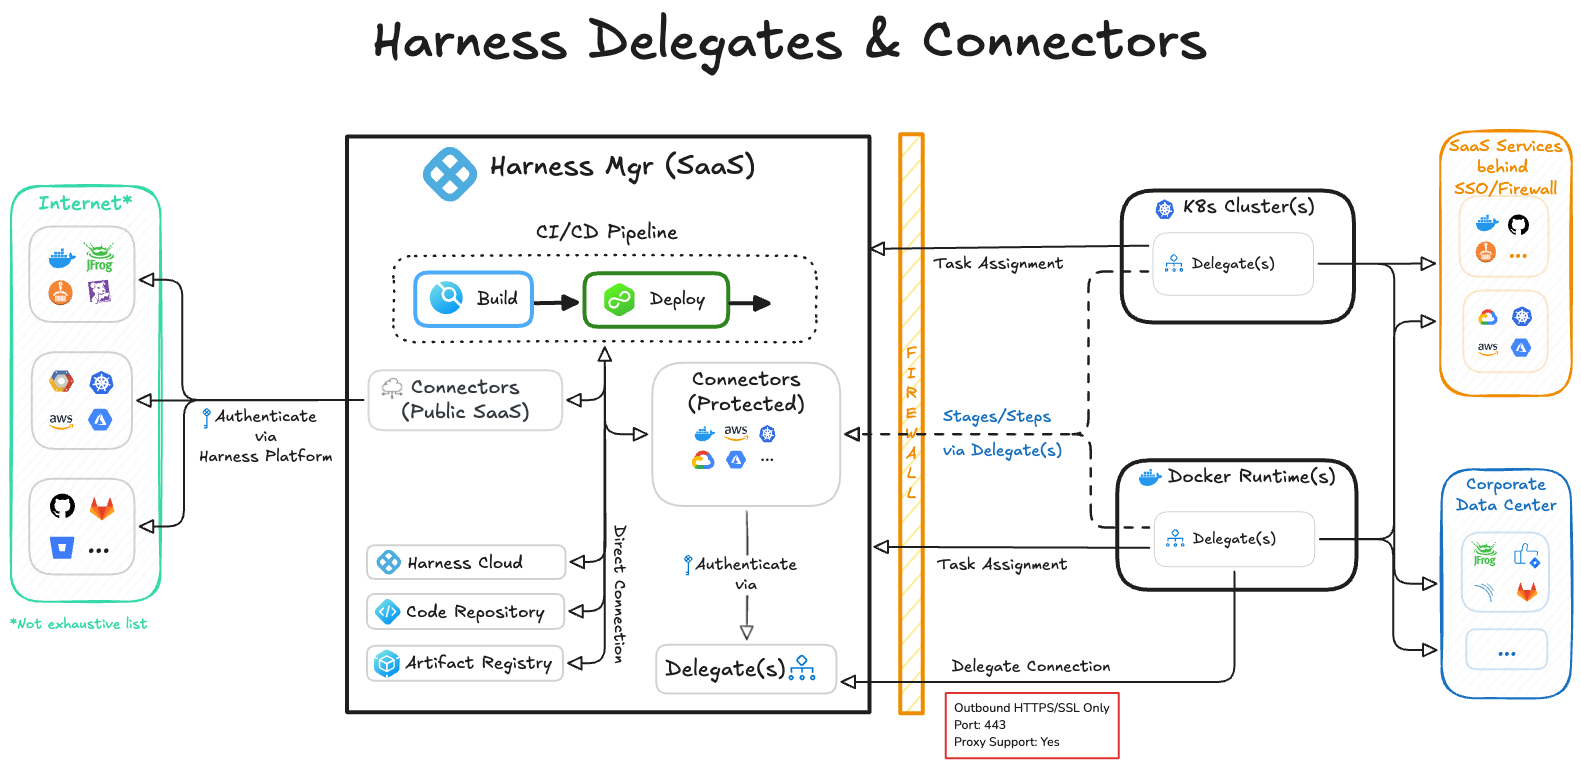 Harness Delegates & Connectors
Internet*
JFrog
aws
...
*Not exhaustive list
Authenticate
via
Harness Platform
Harness Mgr (SaaS)
CI/CD Pipeline
Build
Deploy
Connectors
(Public SaaS)
Connectors
(Protected)
aws
...
Direct Connection
Harness Cloud
Code Repository
Artifact Registry
Authenticate
via
Delegate(s)
FIREWALL
Task Assignment
Stages/Steps
via Delegate(s)
Task Assignment
Delegate Connection
Outbound HTTPS/SSL Only
Port: 443
Proxy Support: Yes
K8s Cluster(s)
Delegate(s)
Docker Runtime(s)
Delegate(s)
SaaS Services
behind
SSO/Firewall
...
aws
Corporate
Data Center
JFrog
...